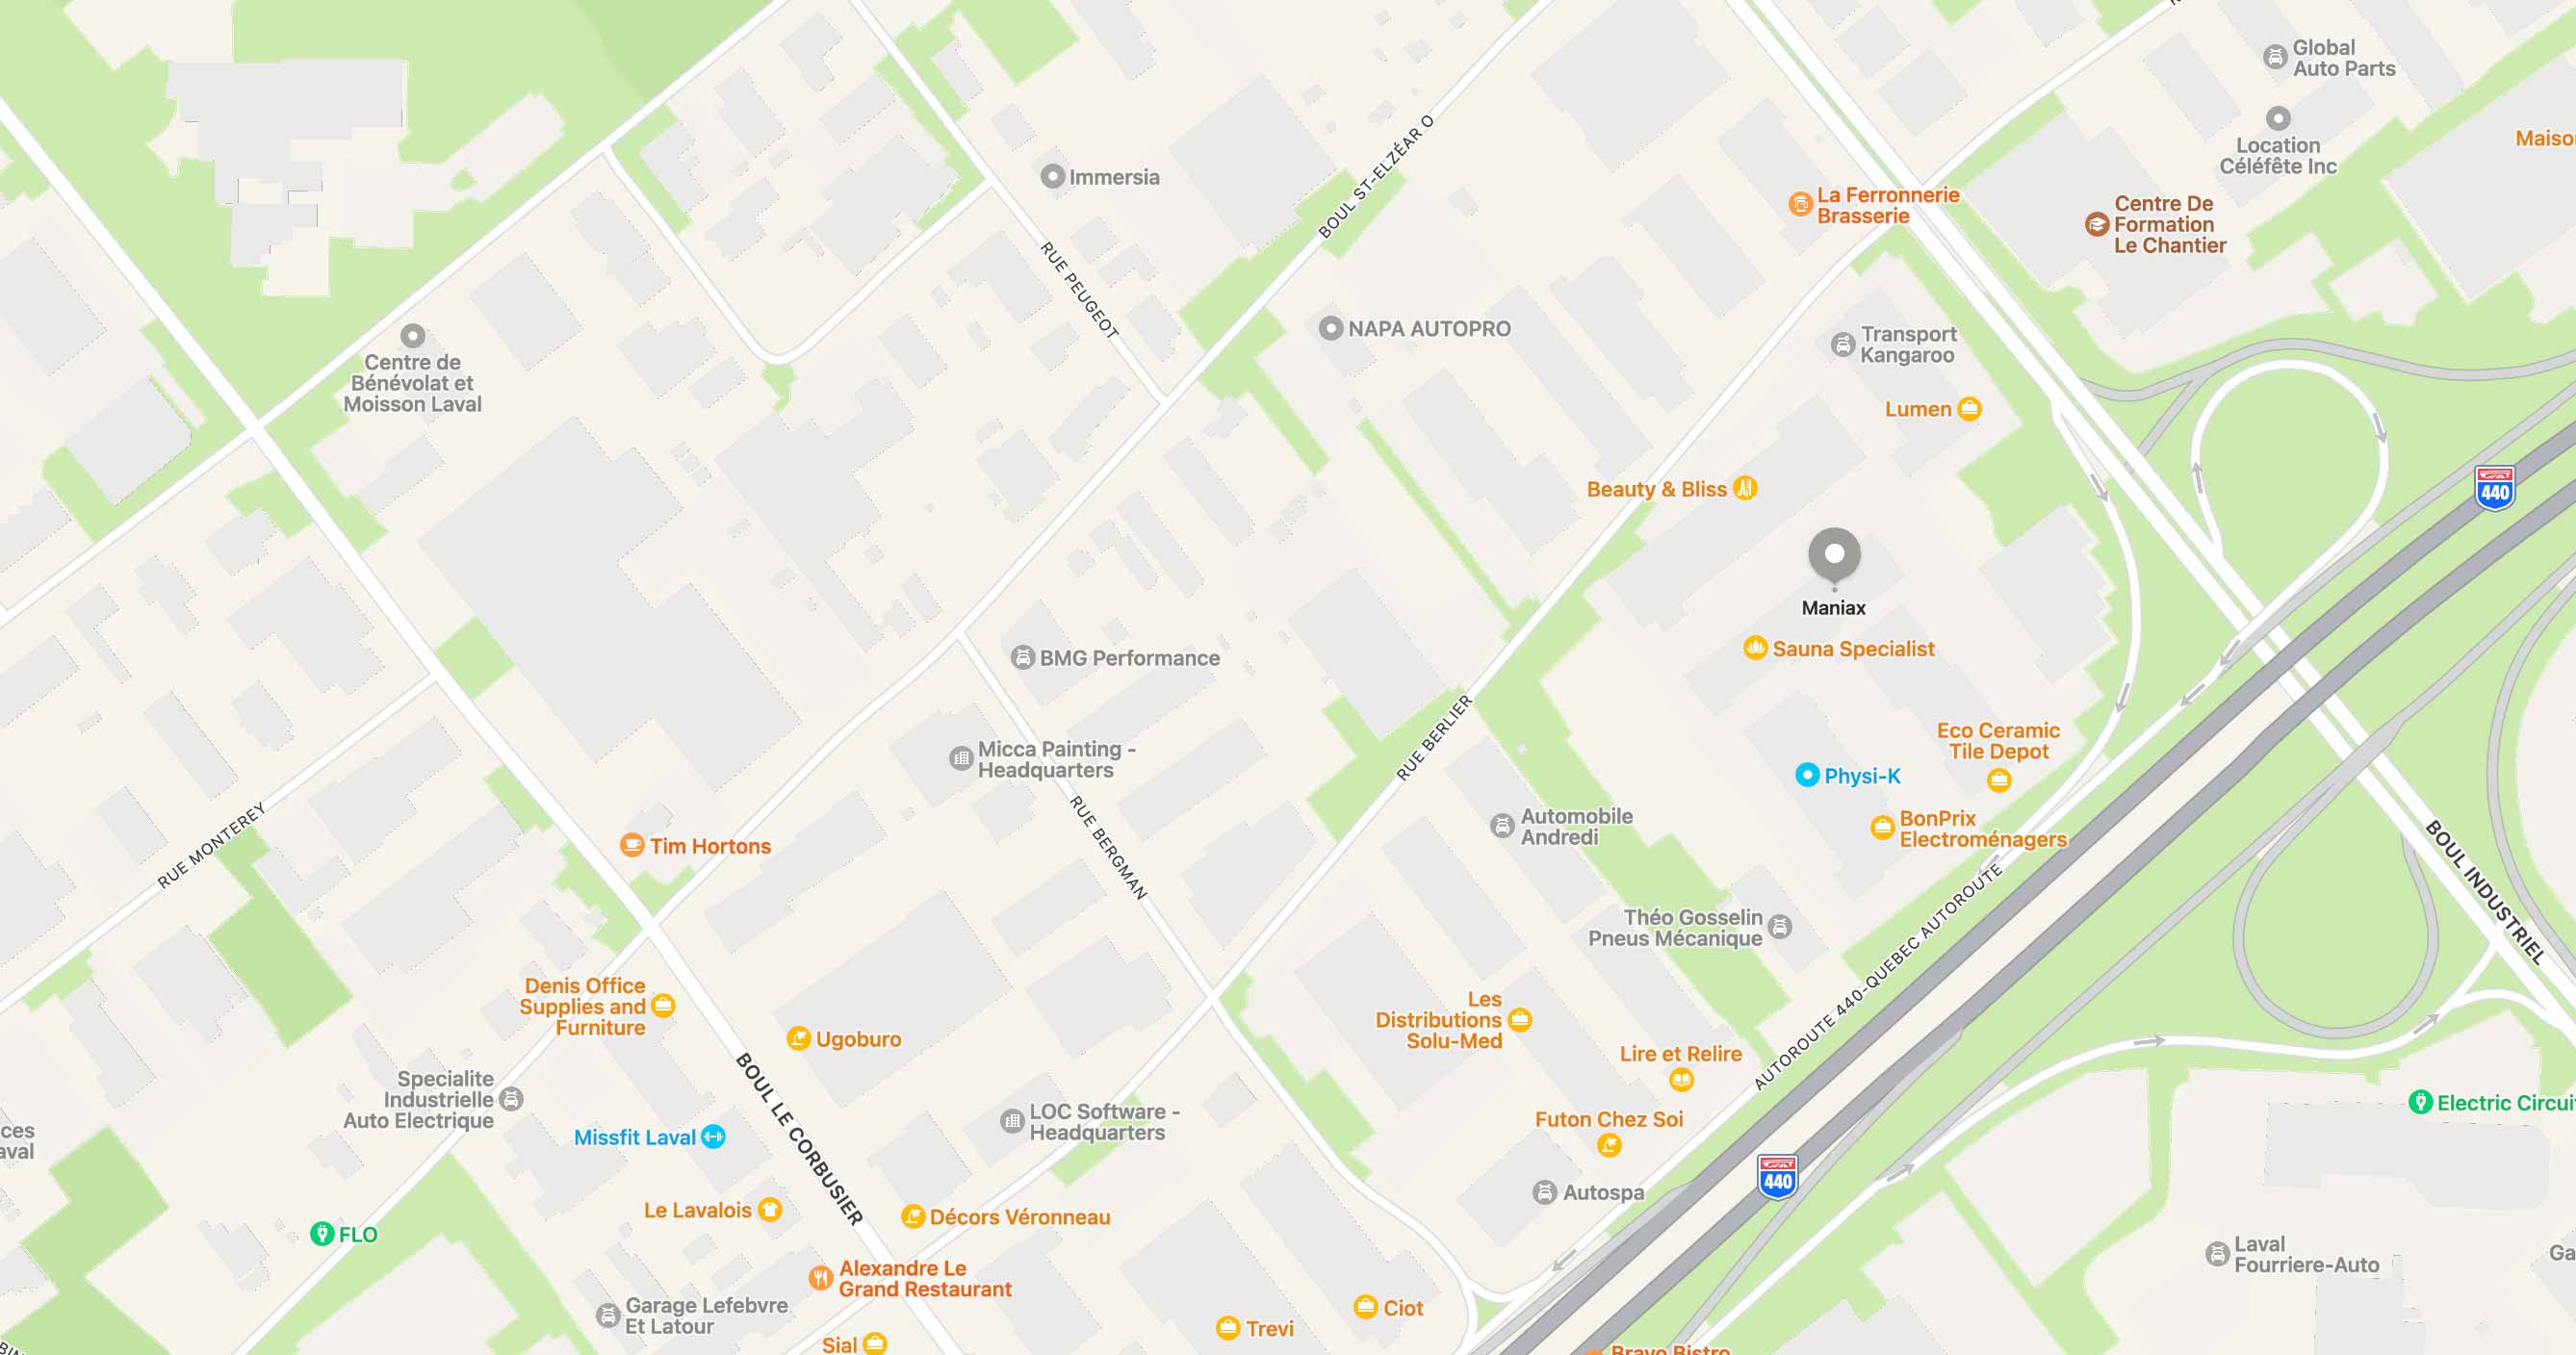 Global
Auto Parts
Location
Céléfête Inc
Immersia
BOUL ST-ELZÉAR O
La Ferronnerie
Brasserie
Centre De
Formation
Le Chantier
RUE PEUGEOT
NAPA AUTOPRO
Transport
Kangaroo
Centre de
Bénévolat et
Moisson Laval
Lumen
Beauty & Bliss
440
Maniax
Sauna Specialist
BMG Performance
Micca Painting -
Headquarters
RUE BERLIER
Eco Ceramic
Tile Depot
Physi-K
BonPrix
Electroménagers
RUE MONTEREY
Tim Hortons
RUE BERGMAN
Automobile
Andredi
BOUL INDUSTRIEL
Théo Gosselin
Pneus Mécanique
AUTOROUTE 440-QUEBEC AUTOROUTE
Denis Office
Supplies and
Furniture
Ugoburo
Les
Distributions
Solu-Med
Lire et Relire
BOUL LE CORBUSIER
Specialite
Industrielle
Auto Electrique
Missfit Laval
LOC Software -
Headquarters
Futon Chez Soi
Electric Circui
440
Autospa
Le Lavalois
Décors Véronneau
FLO
Alexandre Le
Grand Restaurant
Laval
Fourriere-Auto
Ga
Garage Lefebvre
Et Latour
Ciot
Trevi
Sial
Bravo Bistro
ces
aval
Maiso